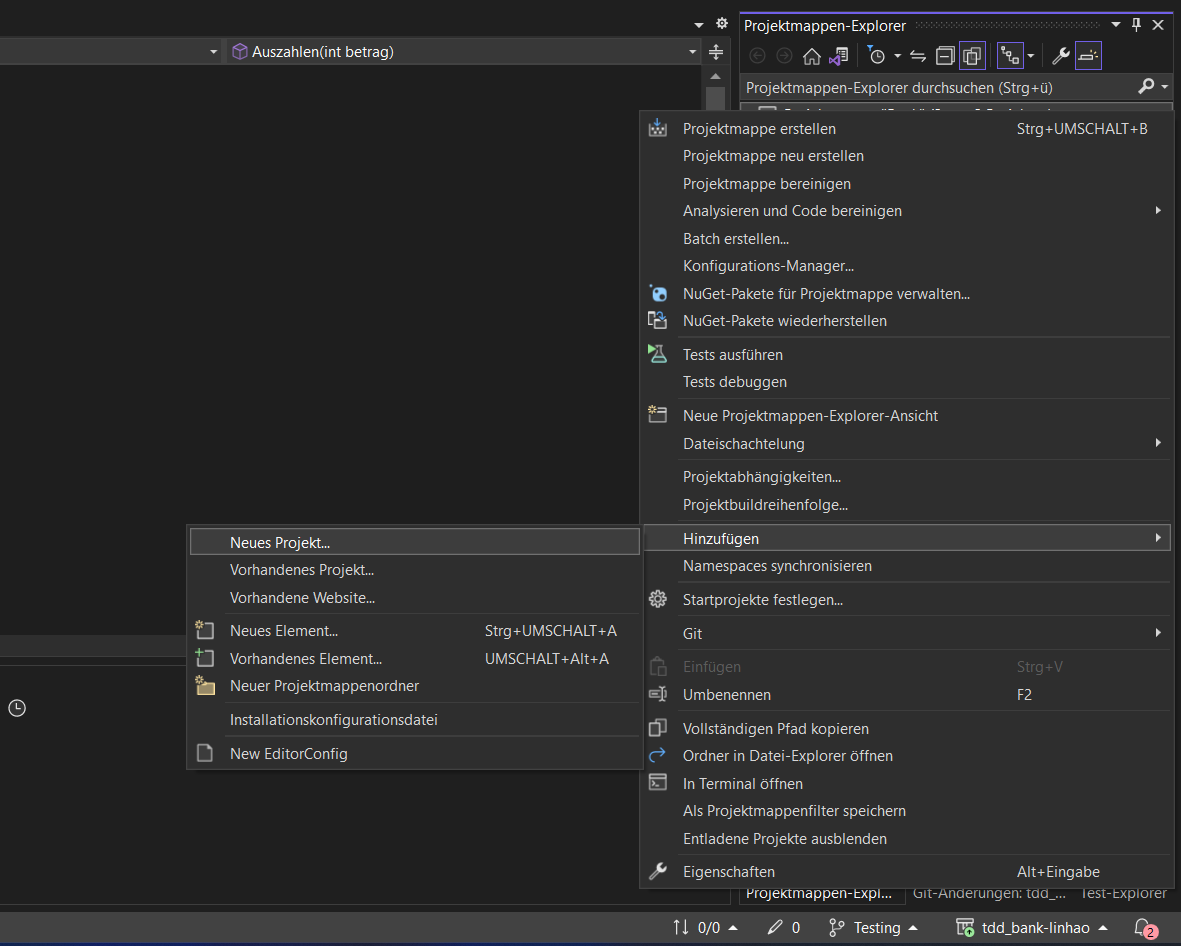 Projektmappen-Explorer
Auszahlen(int betrag)
Projektmappen-Explorer durchsuchen (Strg+ü)
Projektmappe erstellen Strg+UMSCHALT+B
Projektmappe neu erstellen
Projektmappe bereinigen
Analysieren und Code bereinigen
Batch erstellen...
Konfigurations-Manager...
NuGet-Pakete für Projektmappe verwalten...
NuGet-Pakete wiederherstellen
Tests ausführen
Tests debuggen
Neue Projektmappen-Explorer-Ansicht
Dateischachtelung
Projektabhängigkeiten...
Projektbuildreihenfolge...
Hinzufügen
Neues Projekt...
Vorhandenes Projekt...
Vorhandene Website...
Neues Element... Strg+UMSCHALT+A
Vorhandenes Element... UMSCHALT+Alt+A
Neuer Projektmappenordner
Installationskonfigurationsdatei
New EditorConfig
Namespaces synchronisieren
Startprojekte festlegen...
Git
Einfügen Strg+V
Umbenennen F2
Vollständigen Pfad kopieren
Ordner in Datei-Explorer öffnen
In Terminal öffnen
Als Projektmappenfilter speichern
Entladene Projekte ausblenden
Eigenschaften Alt+Eingabe
Projektmappen-Expl... Git-Änderungen: tdd_... Test-Explorer
0/0 0 Testing tdd_bank-linhao 2